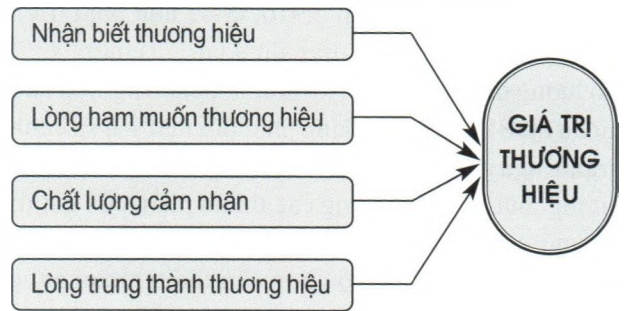 Nhận biết thương hiệu
Lòng ham muốn thương hiệu
Chất lượng cảm nhận
Lòng trung thành thương hiệu
GIÁ TRỊ
THƯƠNG
HIỆU